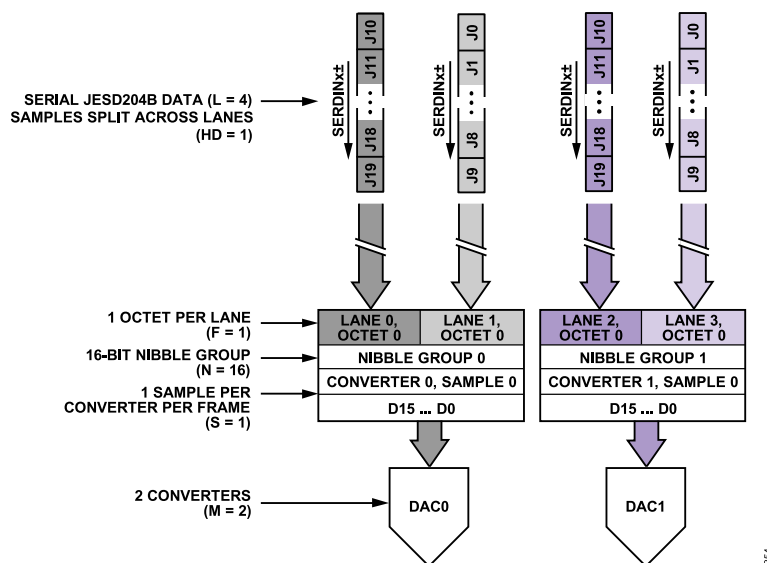 J10
J11
J18
J19
SERDINx±
J0
J1
J8
J9
SERDINx±
J10
J11
J18
J19
SERDINx±
J0
J1
J8
J9
SERDINx±
SERIAL JESD204B DATA (L = 4)
SAMPLES SPLIT ACROSS LANES
(HD = 1)
1 OCTET PER LANE
(F = 1)
LANE 0,
OCTET 0
LANE 1,
OCTET 0
LANE 2,
OCTET 0
LANE 3,
OCTET 0
16-BIT NIBBLE GROUP
(N = 16)
NIBBLE GROUP 0
NIBBLE GROUP 1
1 SAMPLE PER
CONVERTER PER FRAME
(S = 1)
CONVERTER 0, SAMPLE 0
CONVERTER 1, SAMPLE 0
D15 ... D0
D15 ... D0
2 CONVERTERS
(M = 2)
DAC0
DAC1